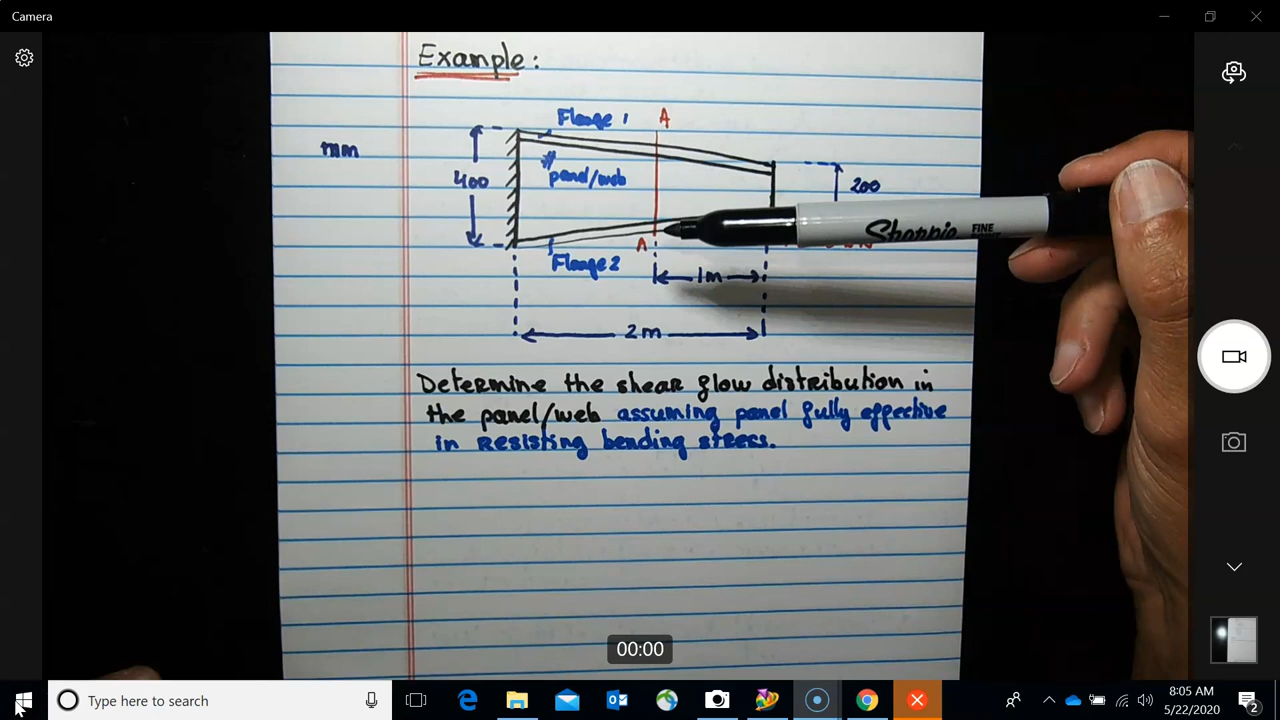 Camera
Example:
Flange 1
A
mm
panel/web
400
200
Sharpie FINE
A
Flange 2
1m
2m
Determine the shear flow distribution in
the panel/web assuming panel fully effective
in Resisting bending stress.
00:00
Type here to search
8:05 AM
5/22/2020
2